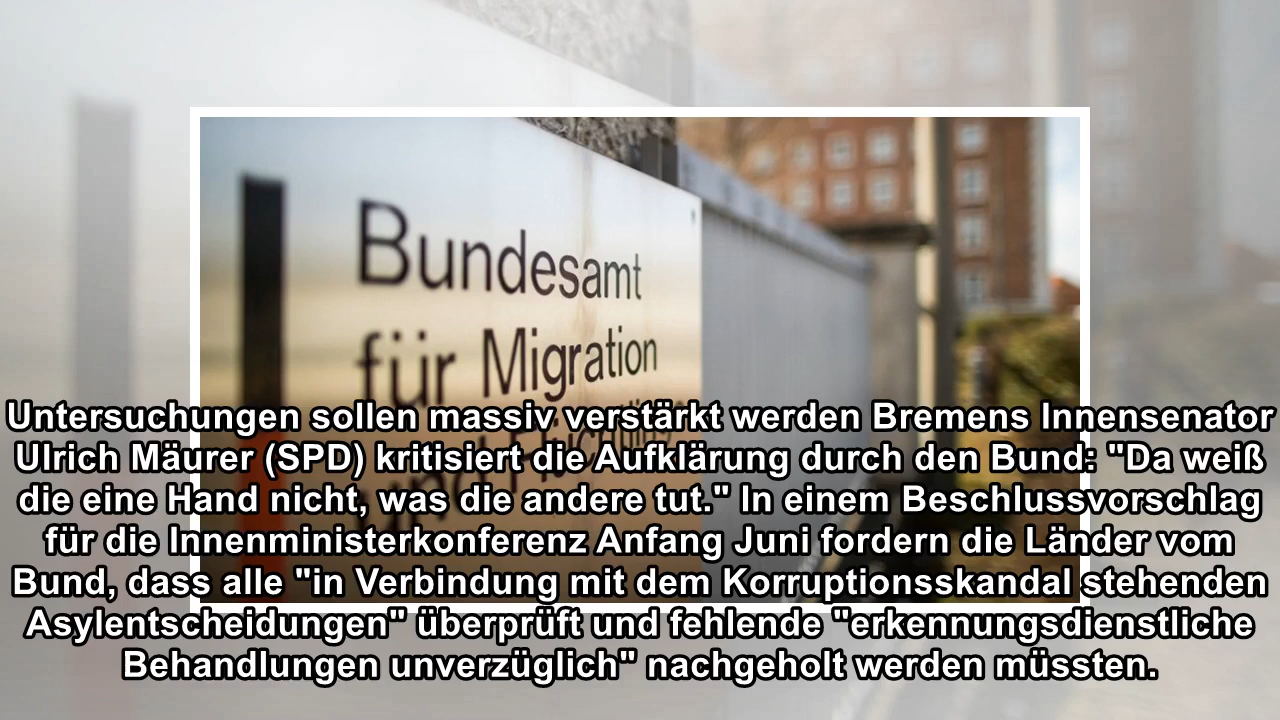 Bundesamt
für Migration
und Flüchtlinge
Untersuchungen sollen massiv verstärkt werden Bremens Innensenator
Ulrich Mäurer (SPD) kritisiert die Aufklärung durch den Bund: "Da weiß
die eine Hand nicht, was die andere tut." In einem Beschlussvorschlag
für die Innenministerkonferenz Anfang Juni fordern die Länder vom
Bund, dass alle "in Verbindung mit dem Korruptionsskandal stehenden
Asylentscheidungen" überprüft und fehlende "erkennungsdienstliche
Behandlungen unverzüglich" nachgeholt werden müssten.